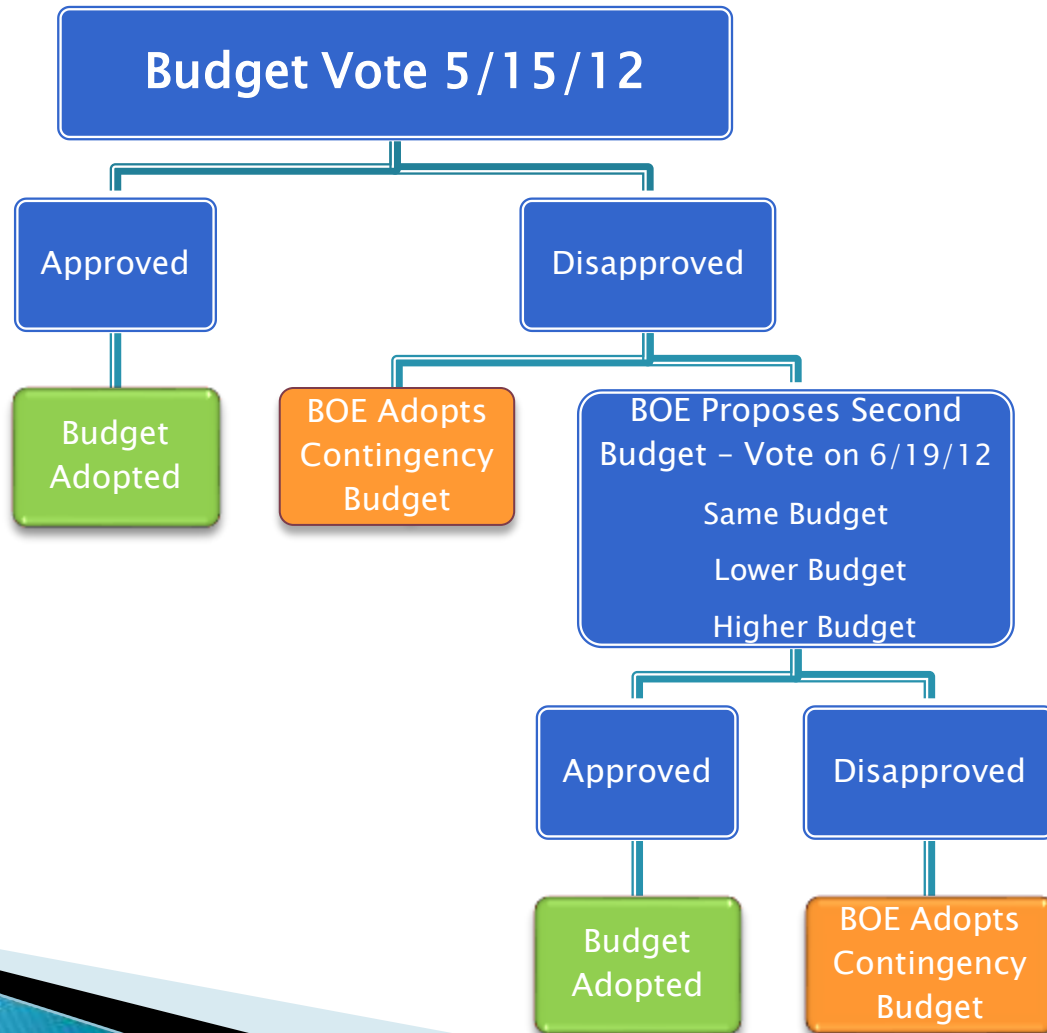 Budget Vote 5/15/12
Approved
Disapproved
Budget
Adopted
BOE Adopts
Contingency
Budget
BOE Proposes Second
Budget – Vote on 6/19/12
Same Budget
Lower Budget
Higher Budget
Approved
Disapproved
Budget
Adopted
BOE Adopts
Contingency
Budget